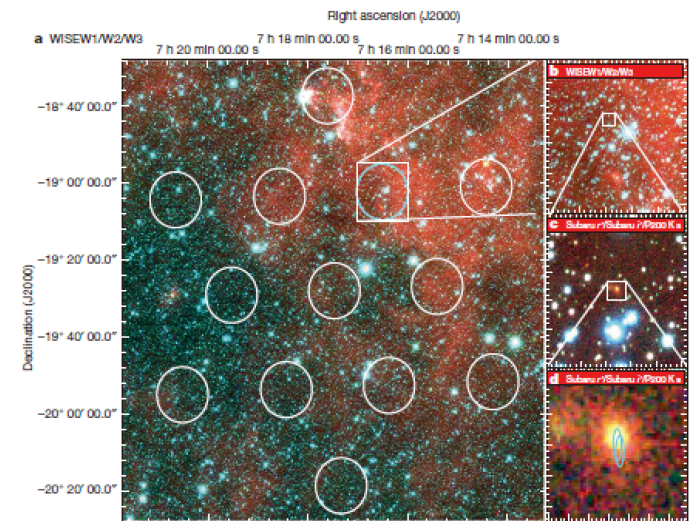 Right ascension (J2000)
a WISEW1/W2/W3
7 h 20 min 00.00 s
7 h 18 min 00.00 s
7 h 16 min 00.00 s
7 h 14 min 00.00 s
Declination (J2000)
−18° 40′ 00.0″
−19° 00′ 00.0″
−19° 20′ 00.0″
−19° 40′ 00.0″
−20° 00′ 00.0″
−20° 20′ 00.0″
b WISEW1/W2/W3
c Subaru r′/Subaru i′/P200 Ks
d Subaru r′/Subaru i′/P200 Ks